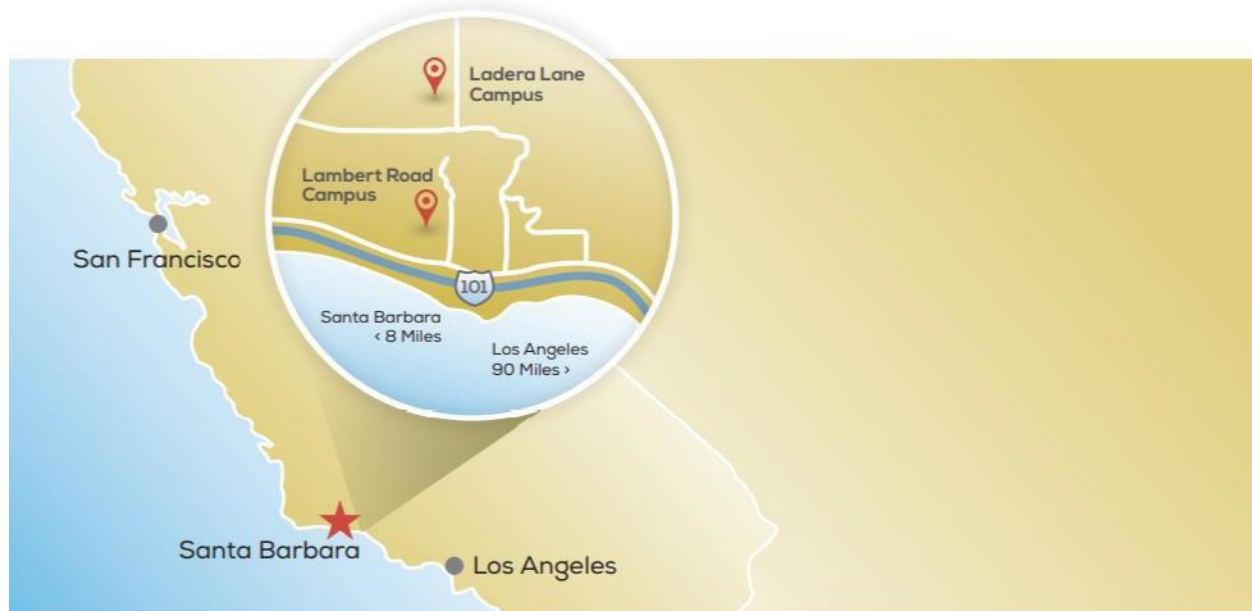 Ladera Lane
Campus
Lambert Road
Campus
San Francisco
101
Santa Barbara
< 8 Miles
Los Angeles
90 Miles >
Santa Barbara
Los Angeles